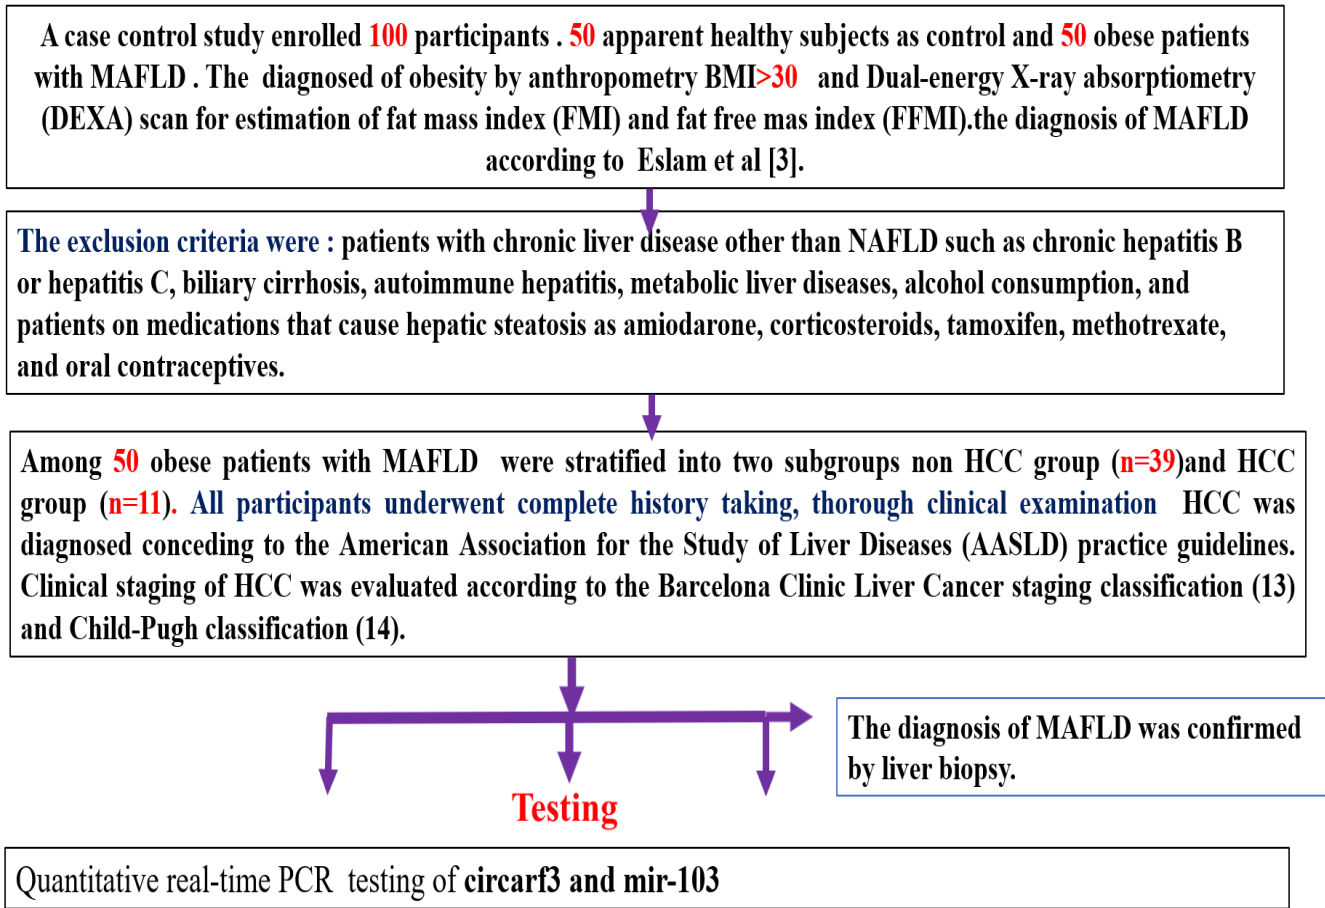 A case control study enrolled 100 participants . 50 apparent healthy subjects as control and 50 obese patients
with MAFLD . The diagnosed of obesity by anthropometry BMI>30 and Dual-energy X-ray absorptiometry
(DEXA) scan for estimation of fat mass index (FMI) and fat free mas index (FFMI).the diagnosis of MAFLD
according to Eslam et al [3].
The exclusion criteria were : patients with chronic liver disease other than NAFLD such as chronic hepatitis B
or hepatitis C, biliary cirrhosis, autoimmune hepatitis, metabolic liver diseases, alcohol consumption, and
patients on medications that cause hepatic steatosis as amiodarone, corticosteroids, tamoxifen, methotrexate,
and oral contraceptives.
Among 50 obese patients with MAFLD were stratified into two subgroups non HCC group (n=39)and HCC
group (n=11). All participants underwent complete history taking, thorough clinical examination HCC was
diagnosed conceding to the American Association for the Study of Liver Diseases (AASLD) practice guidelines.
Clinical staging of HCC was evaluated according to the Barcelona Clinic Liver Cancer staging classification (13)
and Child-Pugh classification (14).
The diagnosis of MAFLD was confirmed
by liver biopsy.
Testing
Quantitative real-time PCR testing of circarf3 and mir-103